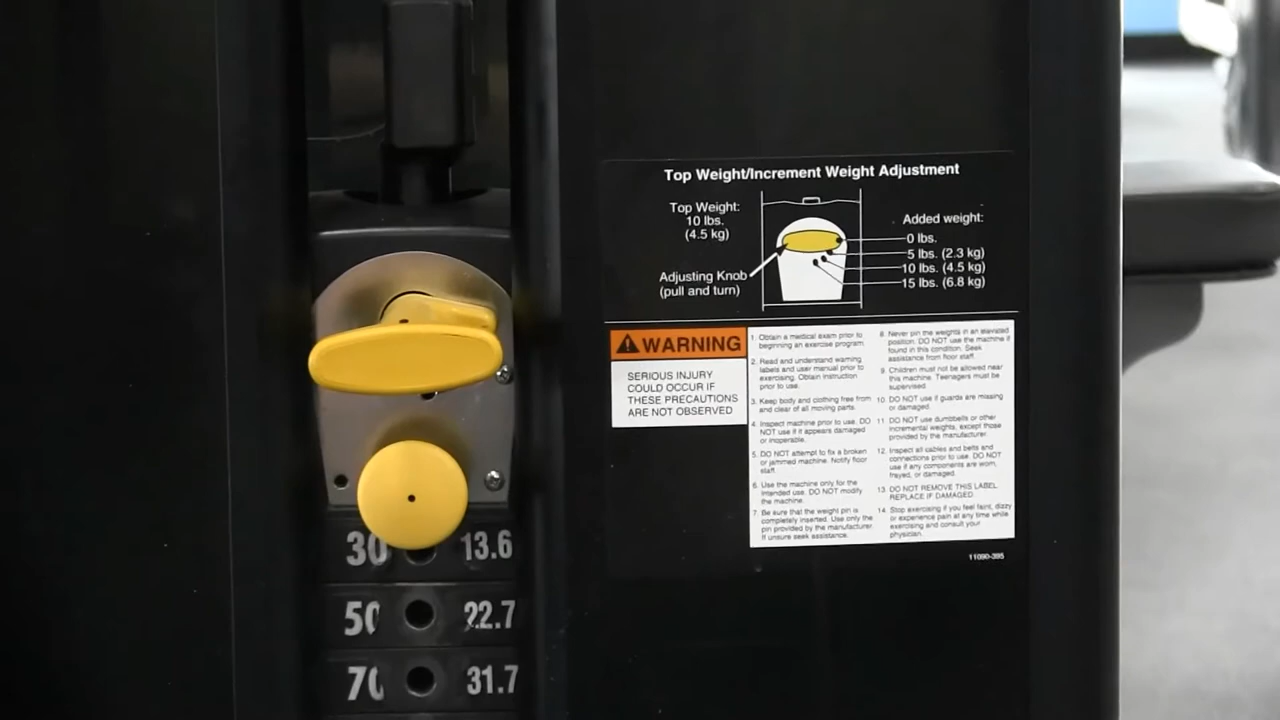 Top Weight/Increment Weight Adjustment
Top Weight:
10 lbs.
(4.5 kg)
Adjusting Knob
(pull and turn)
Added weight:
0 lbs.
5 lbs. (2.3 kg)
10 lbs. (4.5 kg)
15 lbs. (6.8 kg)
WARNING
SERIOUS INJURY
COULD OCCUR IF
THESE PRECAUTIONS
ARE NOT OBSERVED
1. Obtain a medical exam prior to
beginning an exercise program.
2. Read and understand warning
labels and user manual prior to
exercising. Obtain instruction
prior to use.
3. Keep body and clothing free from
and clear of all moving parts.
4. Inspect machine prior to use. DO
NOT use if it appears damaged
or inoperable.
5. DO NOT attempt to fix a broken
or jammed machine. Notify floor
staff.
6. Use the machine only for the
intended use. DO NOT modify
the machine.
7. Be sure that the weight pin is
completely inserted. Use only the
pin provided by the manufacturer.
If unsure seek assistance.
8. Never pin the weights in an elevated
position. DO NOT use the machine if
found in this condition. Seek
assistance from floor staff.
9. Children must not be allowed near
this machine. Teenagers must be
supervised.
10. DO NOT use if guards are missing
or damaged.
11. DO NOT use dumbbells or other
incremental weights, except those
provided by the manufacturer.
12. Inspect all cables and belts and
connections prior to use. DO NOT
use if any components are worn,
frayed, or damaged.
13. DO NOT REMOVE THIS LABEL.
REPLACE IF DAMAGED.
14. Stop exercising if you feel faint, dizzy
or experience pain at any time while
exercising and consult your
physician.
11090-395
30 13.6
50 22.7
70 31.7